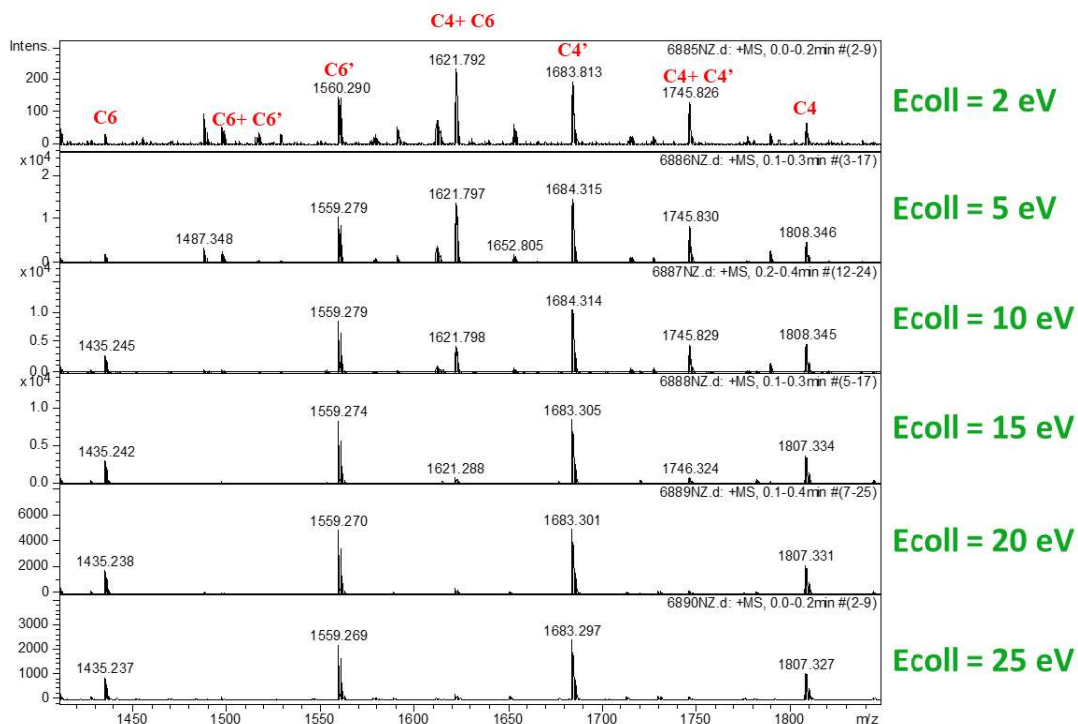 C4+ C6
Intens.
6885NZ.d: +MS, 0.0-0.2min #(2-9)
C6
C6+ C6’
C6’
1560.290
1621.792
C4’
1683.813
C4+ C4’
1745.826
C4
200
100
0
Ecoll = 2 eV
x10⁴
6886NZ.d: +MS, 0.1-0.3min #(3-17)
2
1
0
1487.348
1559.279
1621.797
1652.805
1684.315
1745.830
1808.346
Ecoll = 5 eV
x10⁴
6887NZ.d: +MS, 0.2-0.4min #(12-24)
1.0
0.5
0.0
1435.245
1559.279
1621.798
1684.314
1745.829
1808.345
Ecoll = 10 eV
x10⁴
6888NZ.d: +MS, 0.1-0.3min #(5-17)
1.0
0.5
0.0
1435.242
1559.274
1621.288
1683.305
1746.324
1807.334
Ecoll = 15 eV
6889NZ.d: +MS, 0.1-0.4min #(7-25)
6000
4000
2000
0
1435.238
1559.270
1683.301
1807.331
Ecoll = 20 eV
6890NZ.d: +MS, 0.0-0.2min #(2-9)
3000
2000
1000
0
1435.237
1559.269
1683.297
1807.327
Ecoll = 25 eV
1450 1500 1550 1600 1650 1700 1750 1800 m/z